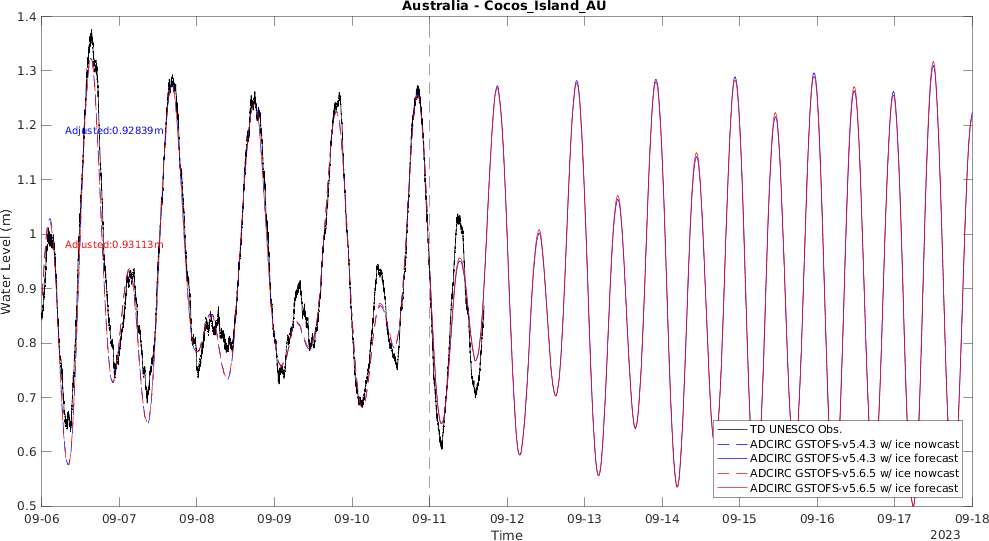 Australia - Cocos_Island_AU
1.4
1.3
1.2
1.1
1
0.9
0.8
0.7
0.6
0.5
Water Level (m)
Adjusted:0.92839m
Adjusted:0.93113m
TD UNESCO Obs.
ADCIRC GSTOFS-v5.4.3 w/ ice nowcast
ADCIRC GSTOFS-v5.4.3 w/ ice forecast
ADCIRC GSTOFS-v5.6.5 w/ ice nowcast
ADCIRC GSTOFS-v5.6.5 w/ ice forecast
09-06 09-07 09-08 09-09 09-10 09-11 09-12 09-13 09-14 09-15 09-16 09-17 09-18
Time
2023